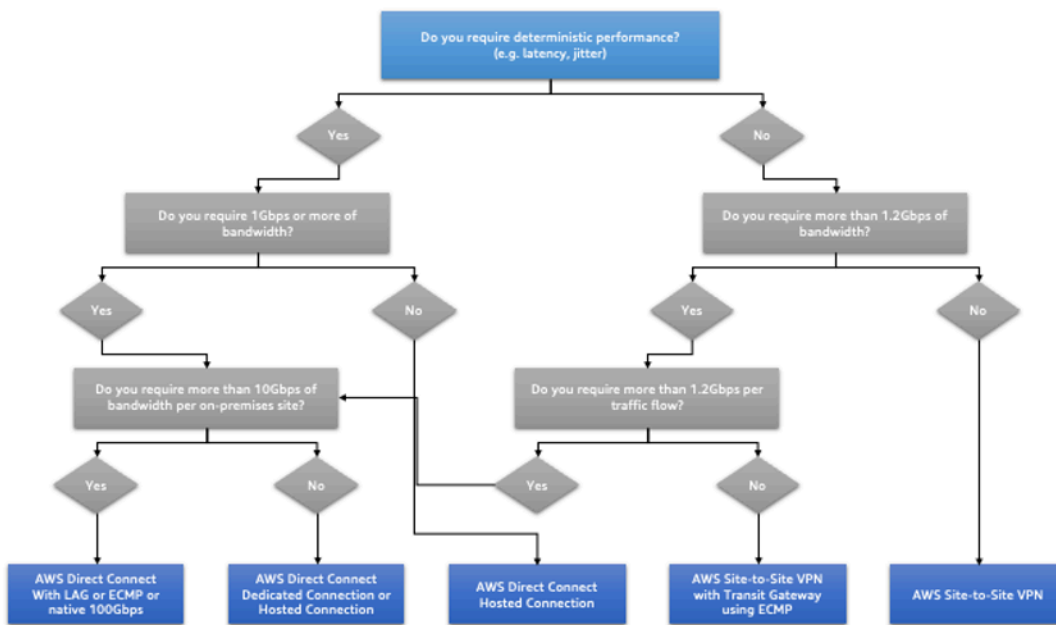 Do you require deterministic performance?
(e.g. latency, jitter)
Yes
No
Do you require 1Gbps or more of
bandwidth?
Do you require more than 1.2Gbps of
bandwidth?
Yes
No
Yes
No
Do you require more than 10Gbps of
bandwidth per on-premises site?
Do you require more than 1.2Gbps per
traffic flow?
Yes
No
Yes
No
AWS Direct Connect
With LAG or ECMP or
native 100Gbps
AWS Direct Connect
Dedicated Connection or
Hosted Connection
AWS Direct Connect
Hosted Connection
AWS Site-to-Site VPN
with Transit Gateway
using ECMP
AWS Site-to-Site VPN